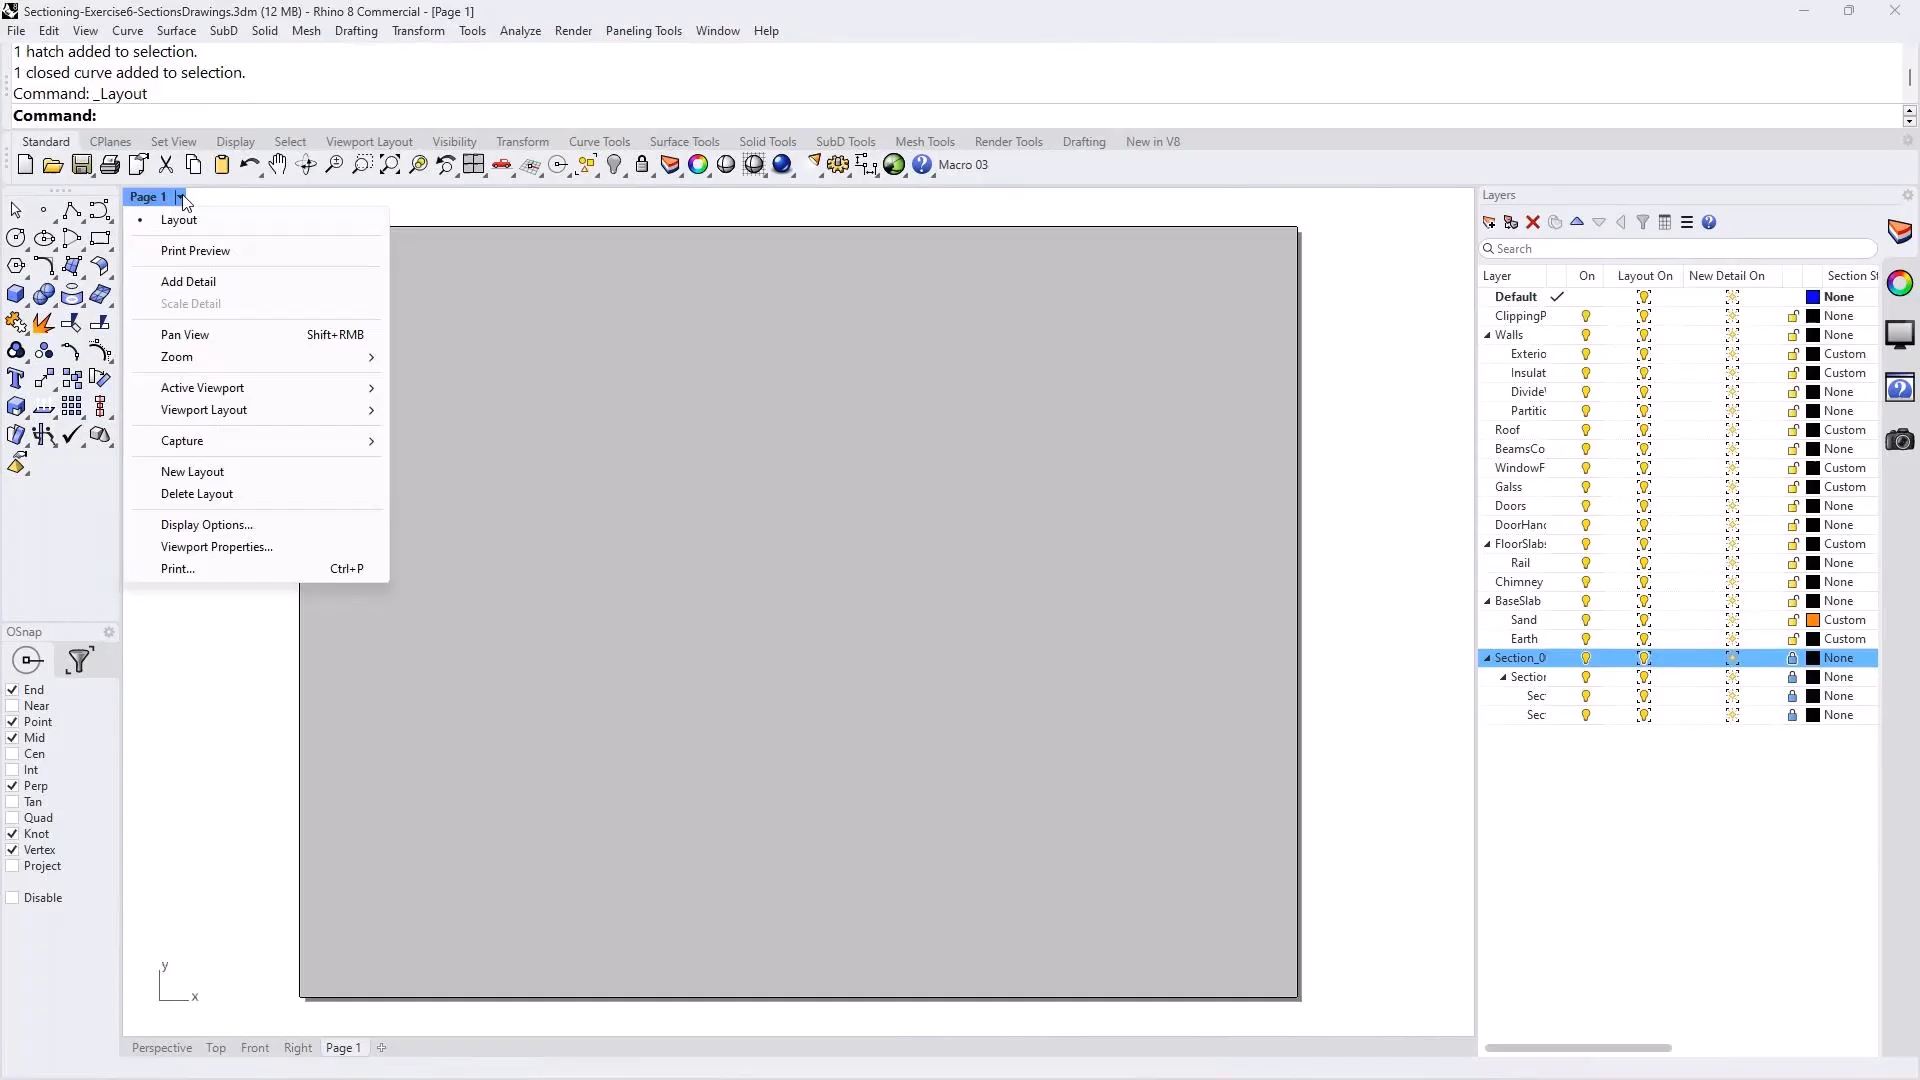 Sectioning-Exercise6-SectionsDrawings.3dm (12 MB) - Rhino 8 Commercial - [Page 1]
File Edit View Curve Surface SubD Solid Mesh Drafting Transform Tools Analyze Render Paneling Tools Window Help
1 hatch added to selection.
1 closed curve added to selection.
Command: _Layout
Command:
Standard CPlanes Set View Display Select Viewport Layout Visibility Transform Curve Tools Surface Tools Solid Tools SubD Tools Mesh Tools Render Tools Drafting New in V8
Macro 03
Page 1
Layout
Print Preview
Add Detail
Scale Detail
Pan View Shift+RMB
Zoom
Active Viewport
Viewport Layout
Capture
New Layout
Delete Layout
Display Options...
Viewport Properties...
Print... Ctrl+P
OSnap
End
Near
Point
Mid
Cen
Int
Perp
Tan
Quad
Knot
Vertex
Project
Disable
y
x
Perspective Top Front Right Page 1
Layers
Search
Layer On Layout On New Detail On Section St
Default None
ClippingP None
Walls None
Exterio Custom
Insulat Custom
Divide None
Partitic None
Roof Custom
BeamsCo None
WindowF Custom
Galss Custom
Doors None
DoorHanc None
FloorSlabs Custom
Rail None
Chimney None
BaseSlab None
Sand Custom
Earth Custom
Section_0 None
Section None
Sec None
Sec None